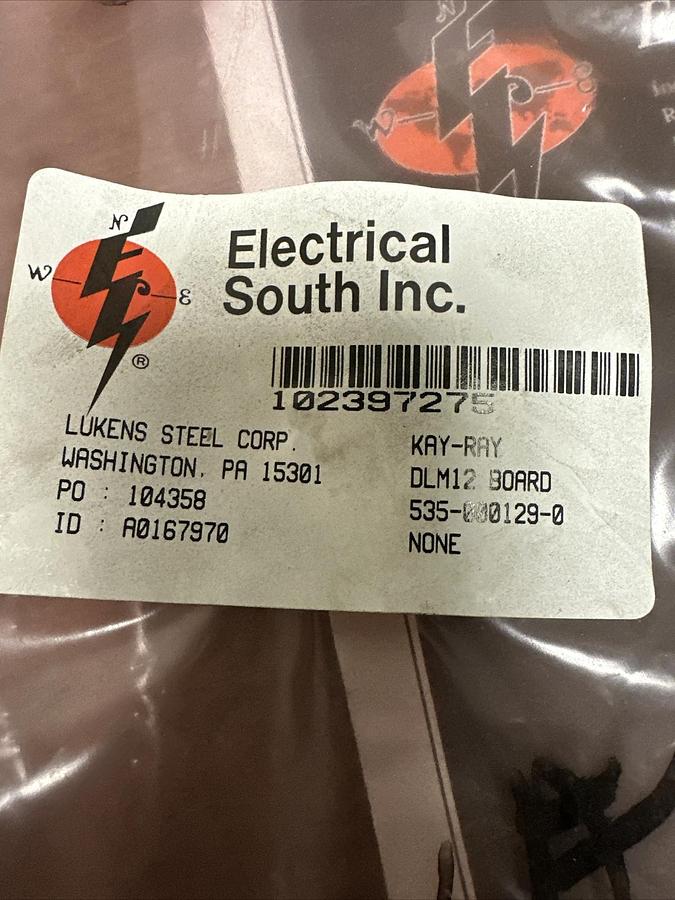 N
W
E
®
Electrical
South Inc.
102397275
LUKENS STEEL CORP.
WASHINGTON, PA 15301
PO : 104358
ID : A0167970
KAY-RAY
DLM12 BOARD
535-000129-0
NONE
N
W
E